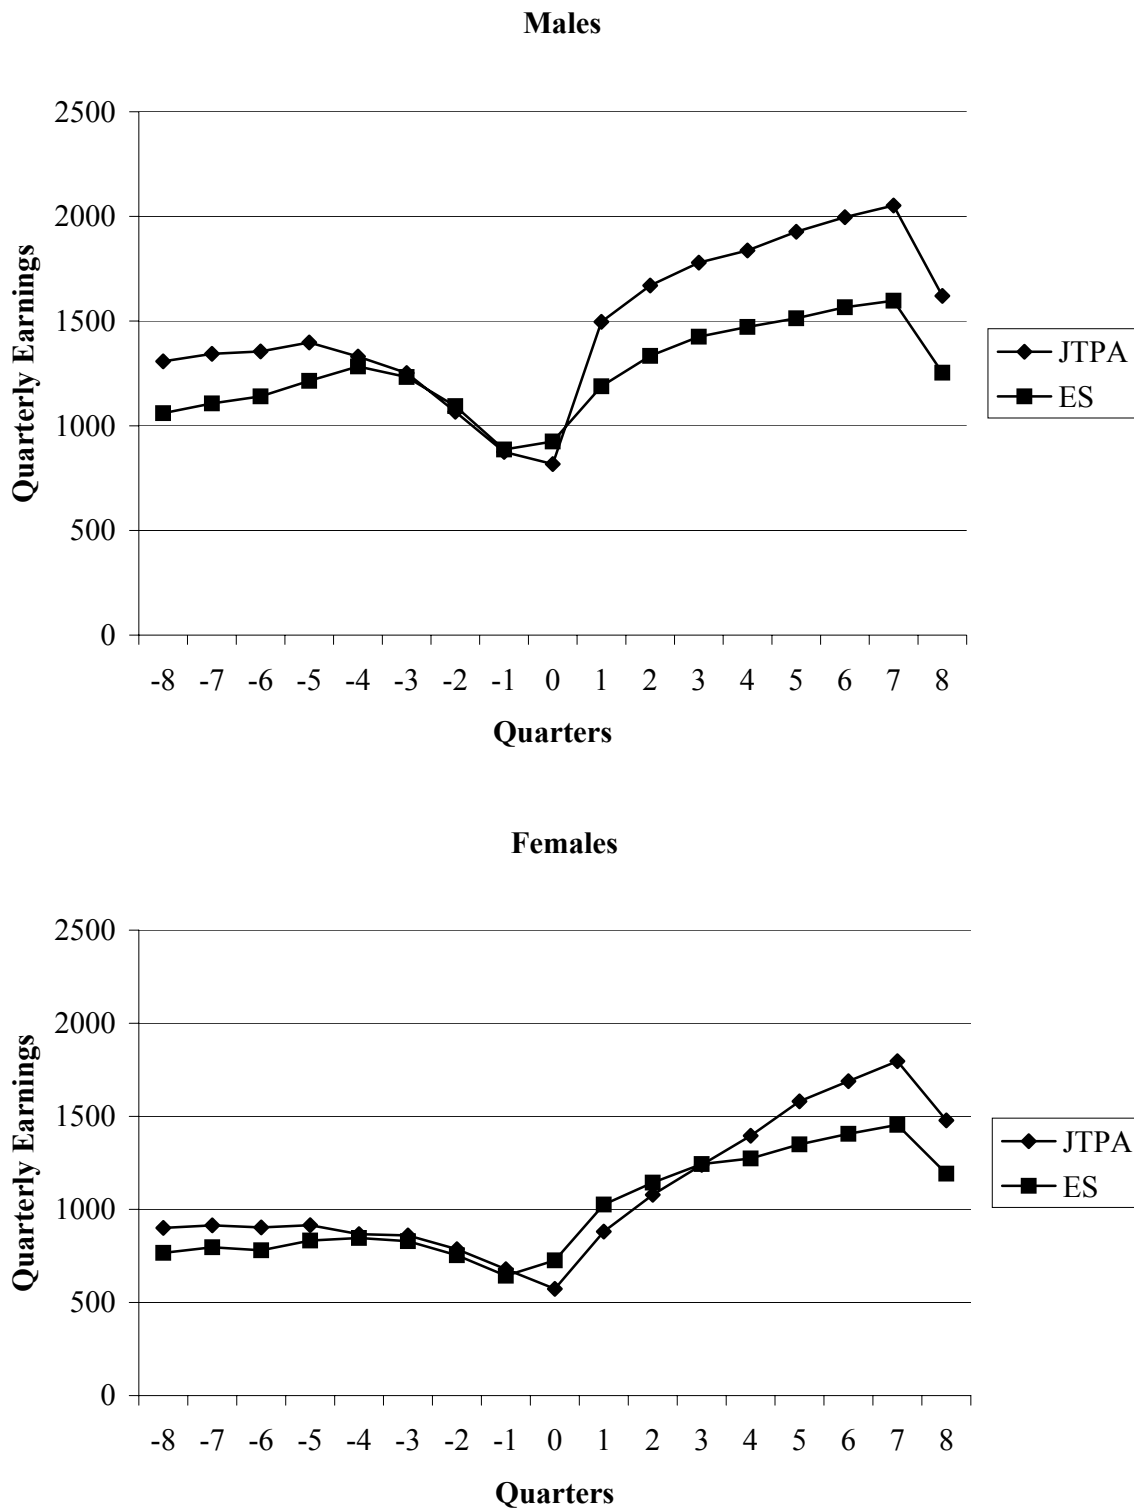 Males
2500
2000
1500
1000
500
0
Quarterly Earnings
-8 -7 -6 -5 -4 -3 -2 -1 0 1 2 3 4 5 6 7 8
Quarters
JTPA
ES
Females
2500
2000
1500
1000
500
0
Quarterly Earnings
-8 -7 -6 -5 -4 -3 -2 -1 0 1 2 3 4 5 6 7 8
Quarters
JTPA
ES